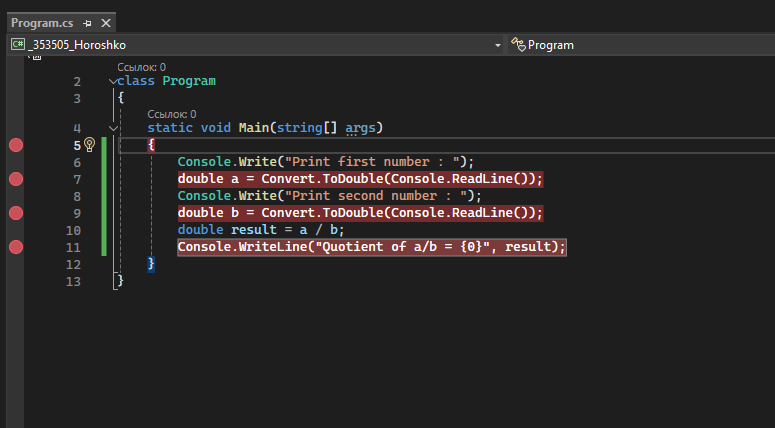 Program.cs
C# _353505_Horoshko Program
Ссылок: 0
2 class Program
3 {
Ссылок: 0
4 static void Main(string[] args)
5 {
6 Console.Write("Print first number : ");
7 double a = Convert.ToDouble(Console.ReadLine());
8 Console.Write("Print second number : ");
9 double b = Convert.ToDouble(Console.ReadLine());
10 double result = a / b;
11 Console.WriteLine("Quotient of a/b = {0}", result);
12 }
13 }